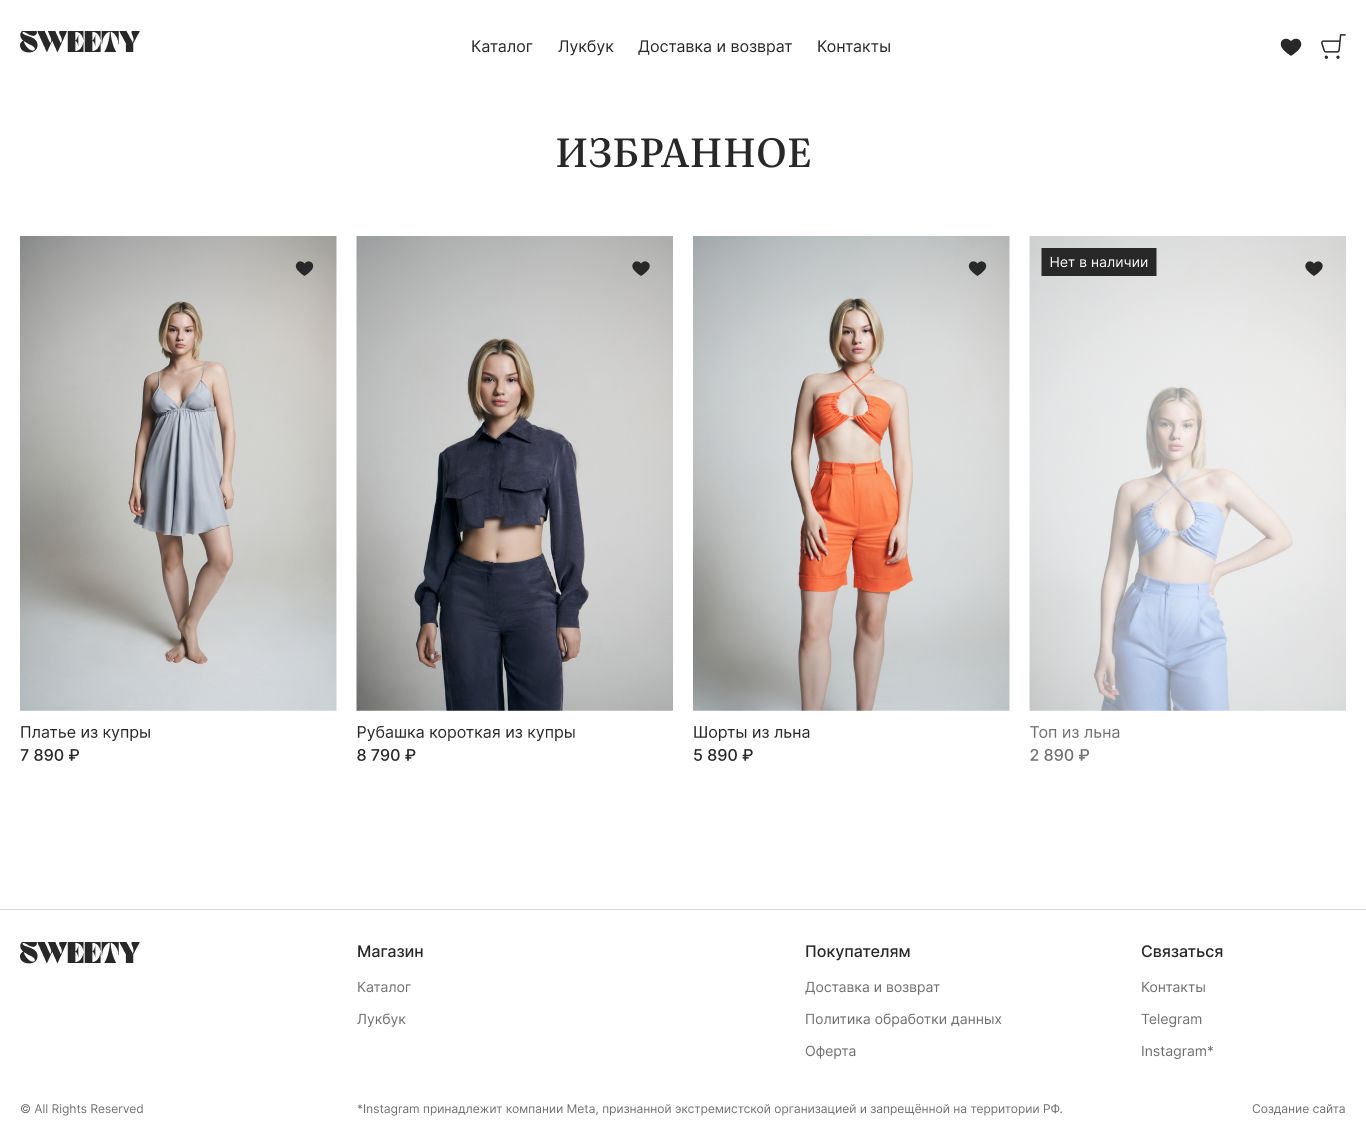 SWEETY
Каталог Лукбук Доставка и возврат Контакты
ИЗБРАННОЕ
Нет в наличии
Платье из купры
7 890 ₽
Рубашка короткая из купры
8 790 ₽
Шорты из льна
5 890 ₽
Топ из льна
2 890 ₽
SWEETY
Магазин
Каталог
Лукбук
Покупателям
Доставка и возврат
Политика обработки данных
Оферта
Связаться
Контакты
Telegram
Instagram*
© All Rights Reserved
*Instagram принадлежит компании Meta, признанной экстремистской организацией и запрещённой на территории РФ.
Создание сайта